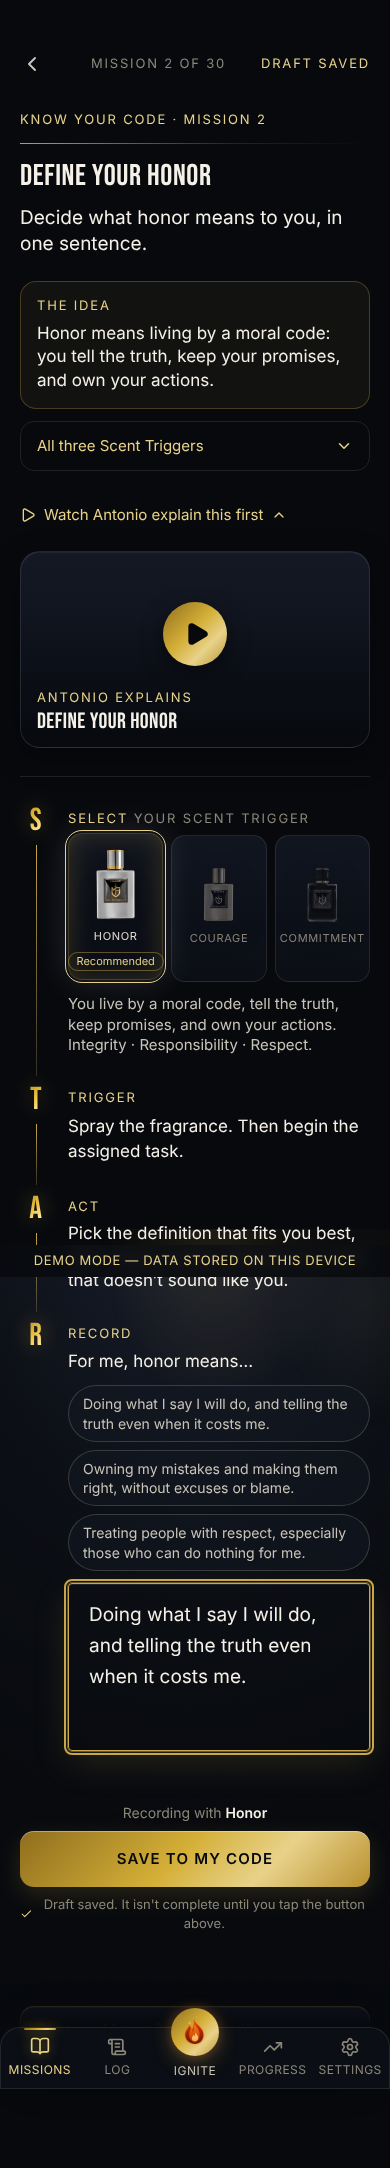 MISSION 2 OF 30
DRAFT SAVED
KNOW YOUR CODE · MISSION 2
DEFINE YOUR HONOR
Decide what honor means to you, in
one sentence.
THE IDEA
Honor means living by a moral code:
you tell the truth, keep your promises,
and own your actions.
All three Scent Triggers
Watch Antonio explain this first
ANTONIO EXPLAINS
DEFINE YOUR HONOR
S
SELECT YOUR SCENT TRIGGER
HONOR
Recommended
COURAGE
COMMITMENT
You live by a moral code, tell the truth,
keep promises, and own your actions.
Integrity · Responsibility · Respect.
T
TRIGGER
Spray the fragrance. Then begin the
assigned task.
A
ACT
Pick the definition that fits you best,
DEMO MODE — DATA STORED ON THIS DEVICE
that doesn't sound like you.
R
RECORD
For me, honor means...
Doing what I say I will do, and telling the
truth even when it costs me.
Owning my mistakes and making them
right, without excuses or blame.
Treating people with respect, especially
those who can do nothing for me.
Doing what I say I will do,
and telling the truth even
when it costs me.
Recording with Honor
SAVE TO MY CODE
Draft saved. It isn't complete until you tap the button
above.
MISSIONS
LOG
IGNITE
PROGRESS
SETTINGS